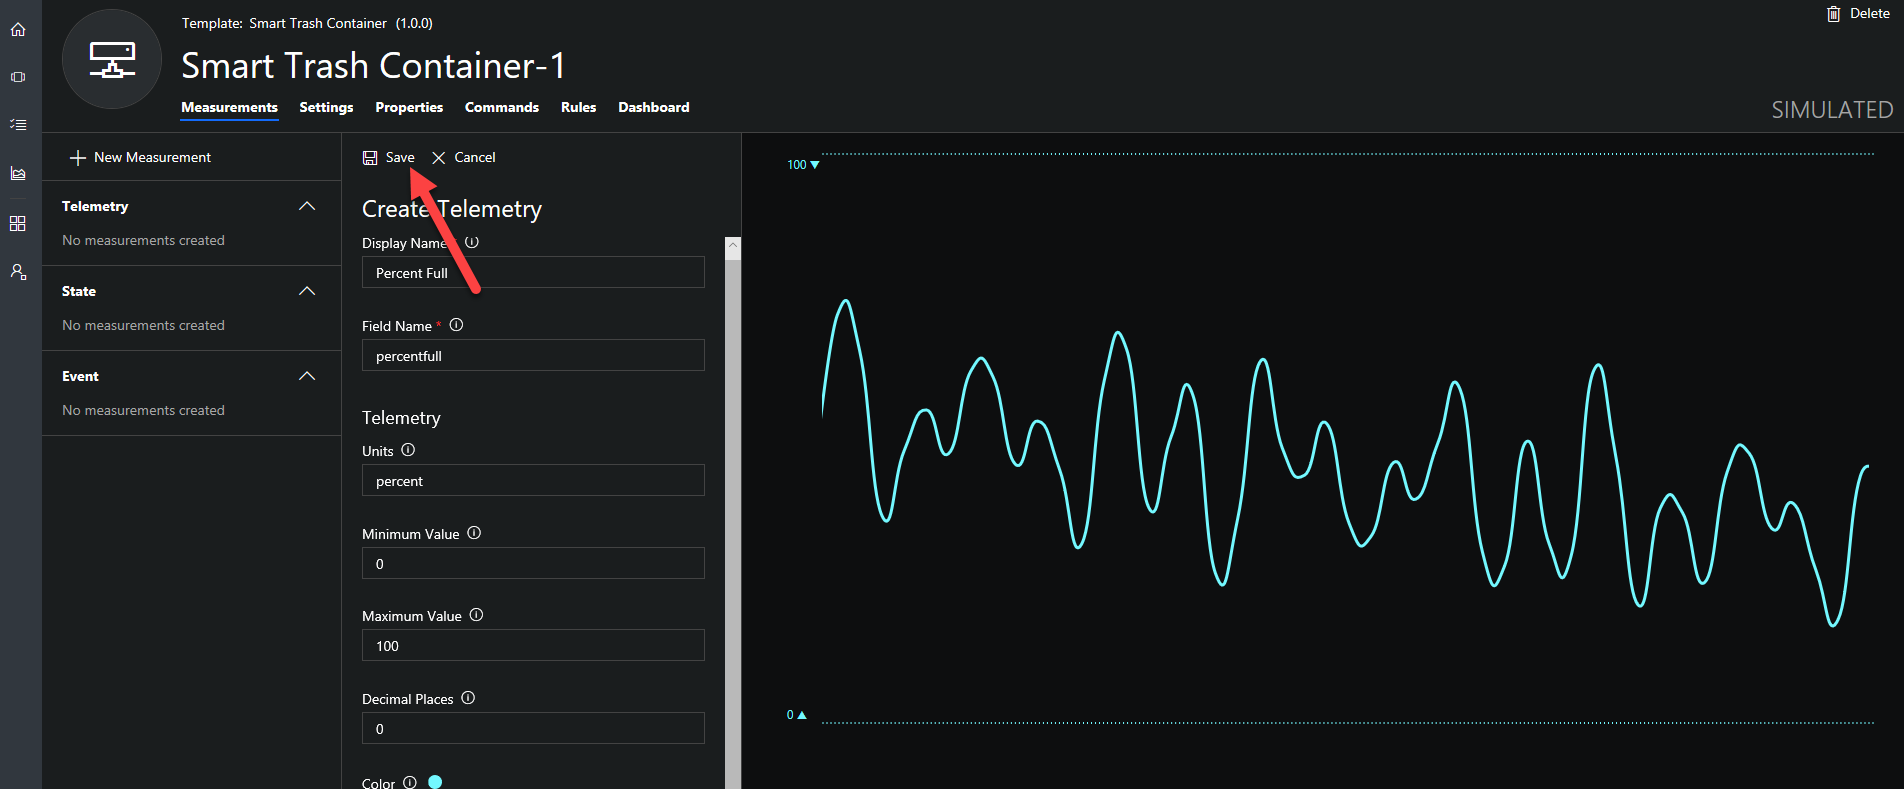 Template: Smart Trash Container (1.0.0)
Delete
Smart Trash Container-1
Measurements Settings Properties Commands Rules Dashboard
SIMULATED
New Measurement
Telemetry
No measurements created
State
No measurements created
Event
No measurements created
Save Cancel
Create Telemetry
Display Name
Percent Full
Field Name *
percentfull
Telemetry
Units
percent
Minimum Value
0
Maximum Value
100
Decimal Places
0
Color
100
0